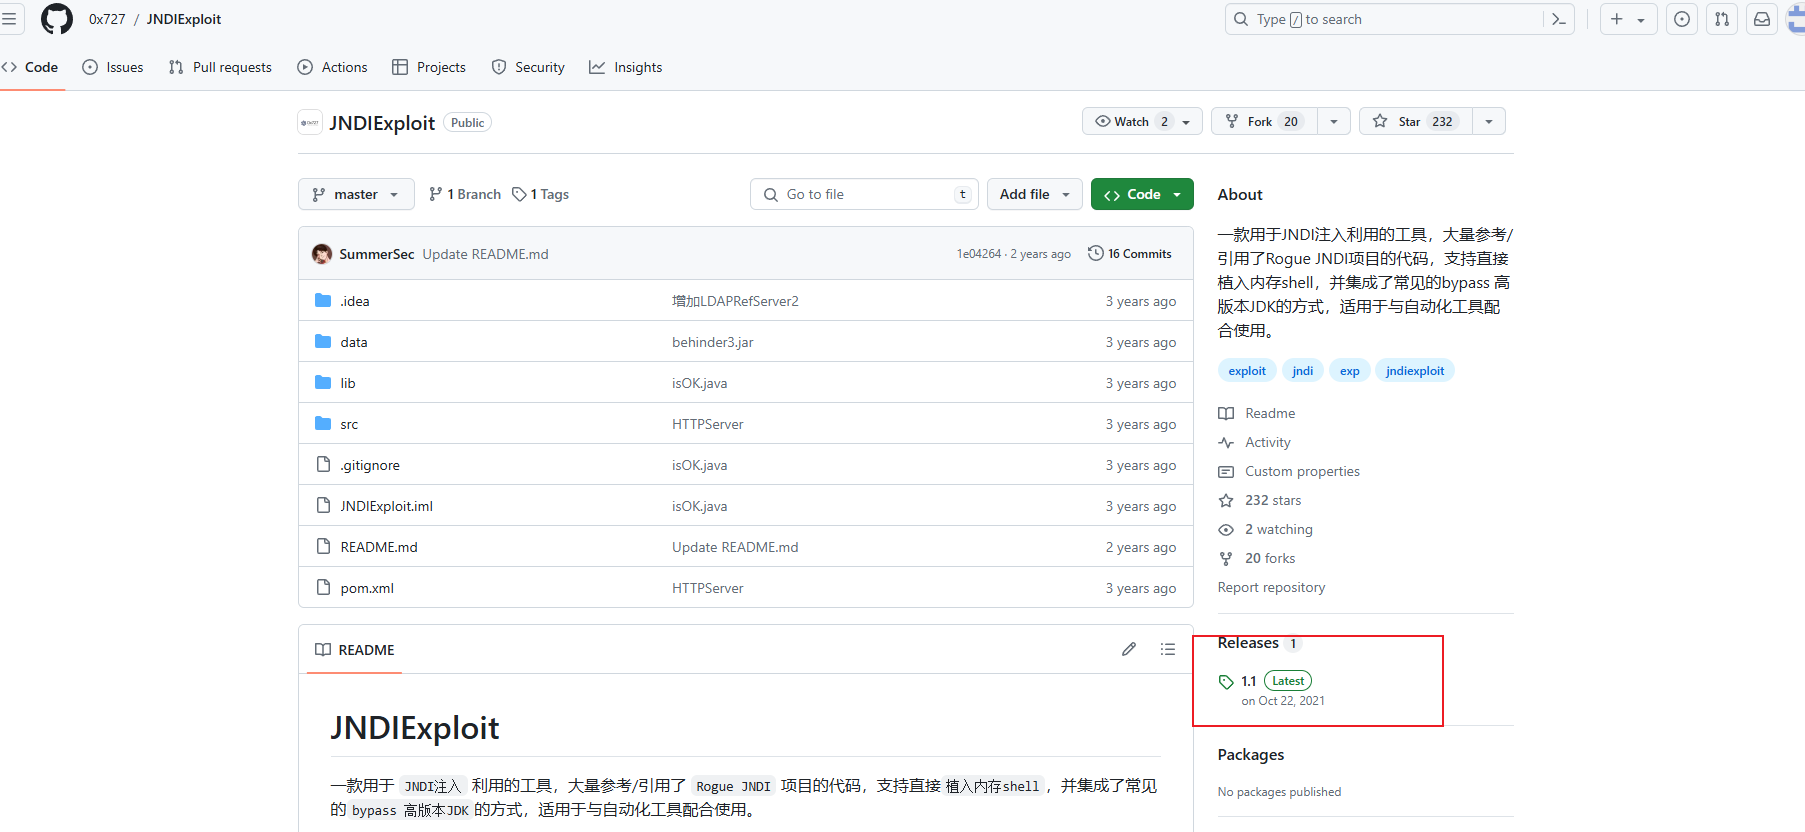 0x727 / JNDIExploit
Type / to search
Code Issues Pull requests Actions Projects Security Insights
JNDIExploit Public
Watch 2 Fork 20 Star 232
master 1 Branch 1 Tags Go to file t Add file Code
SummerSec Update README.md 1e04264 · 2 years ago 16 Commits
.idea 增加LDAPRefServer2 3 years ago
data behinder3.jar 3 years ago
lib isOK.java 3 years ago
src HTTPServer 3 years ago
.gitignore isOK.java 3 years ago
JNDIExploit.iml isOK.java 3 years ago
README.md Update README.md 2 years ago
pom.xml HTTPServer 3 years ago
README
JNDIExploit
一款用于 JNDI注入 利用的工具，大量参考/引用了 Rogue JNDI 项目的代码，支持直接 植入内存shell ，并集成了常见
的 bypass 高版本JDK 的方式，适用于与自动化工具配合使用。
About
一款用于JNDI注入利用的工具，大量参考/
引用了Rogue JNDI项目的代码，支持直接
植入内存shell，并集成了常见的bypass 高
版本JDK的方式，适用于与自动化工具配
合使用。
exploit jndi exp jndiexploit
Readme
Activity
Custom properties
232 stars
2 watching
20 forks
Report repository
Releases 1
1.1 Latest
on Oct 22, 2021
Packages
No packages published